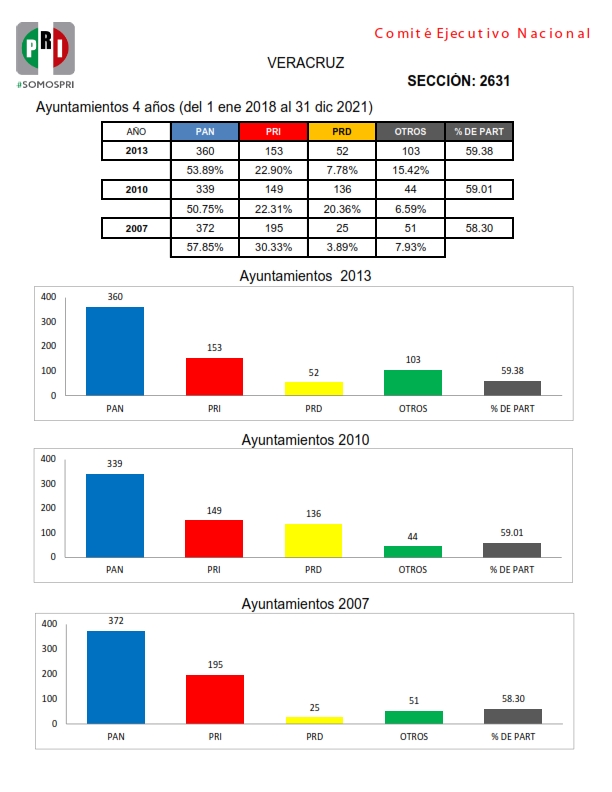 Comité Ejecutivo Nacional
PRI
#SOMOSPRI
VERACRUZ
SECCIÓN: 2631
Ayuntamientos 4 años (del 1 ene 2018 al 31 dic 2021)
AÑO PAN PRI PRD OTROS % DE PART
2013 360 153 52 103 59.38
53.89% 22.90% 7.78% 15.42%
2010 339 149 136 44 59.01
50.75% 22.31% 20.36% 6.59%
2007 372 195 25 51 58.30
57.85% 30.33% 3.89% 7.93%
Ayuntamientos 2013
400
300
200
100
0
360 153 52 103 59.38
PAN PRI PRD OTROS % DE PART
Ayuntamientos 2010
400
300
200
100
0
339 149 136 44 59.01
PAN PRI PRD OTROS % DE PART
Ayuntamientos 2007
400
300
200
100
0
372 195 25 51 58.30
PAN PRI PRD OTROS % DE PART